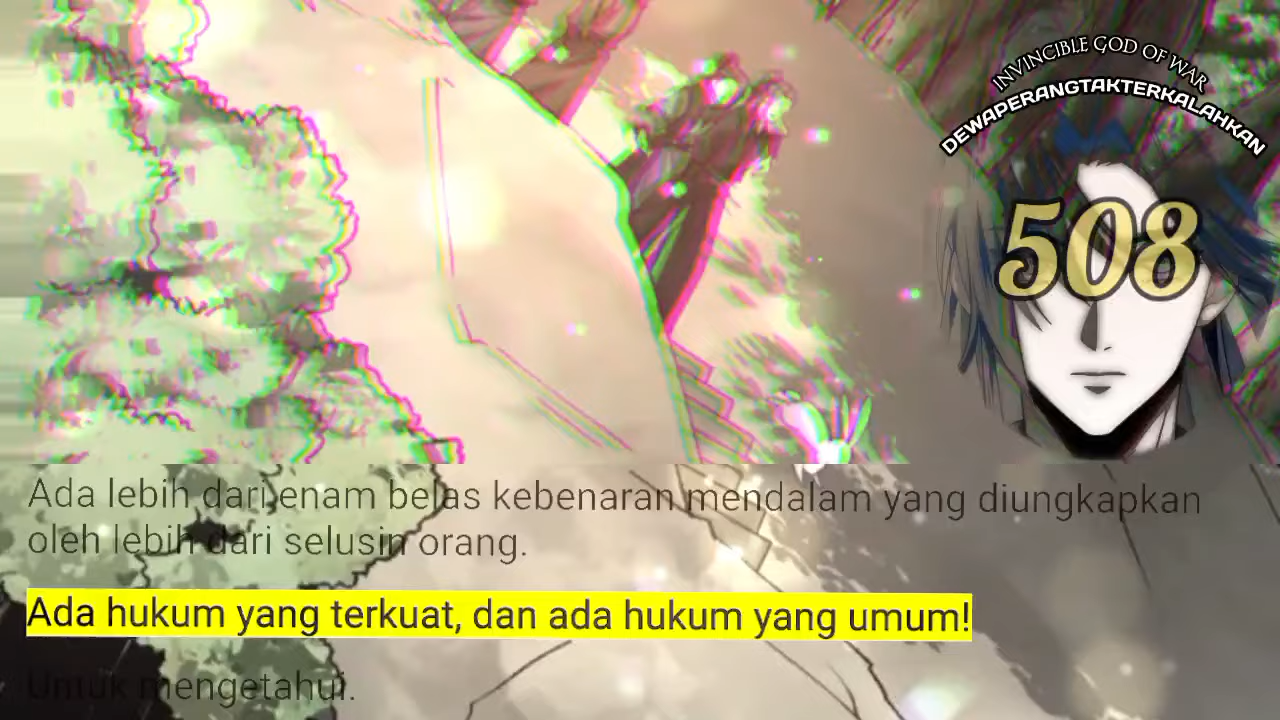 INVINCIBLE GOD OF WAR
DEWAPERANGTAKTERKALAHKAN
508
Ada lebih dari enam belas kebenaran mendalam yang diungkapkan
oleh lebih dari selusin orang.
Ada hukum yang terkuat, dan ada hukum yang umum!
Untuk mengetahui.